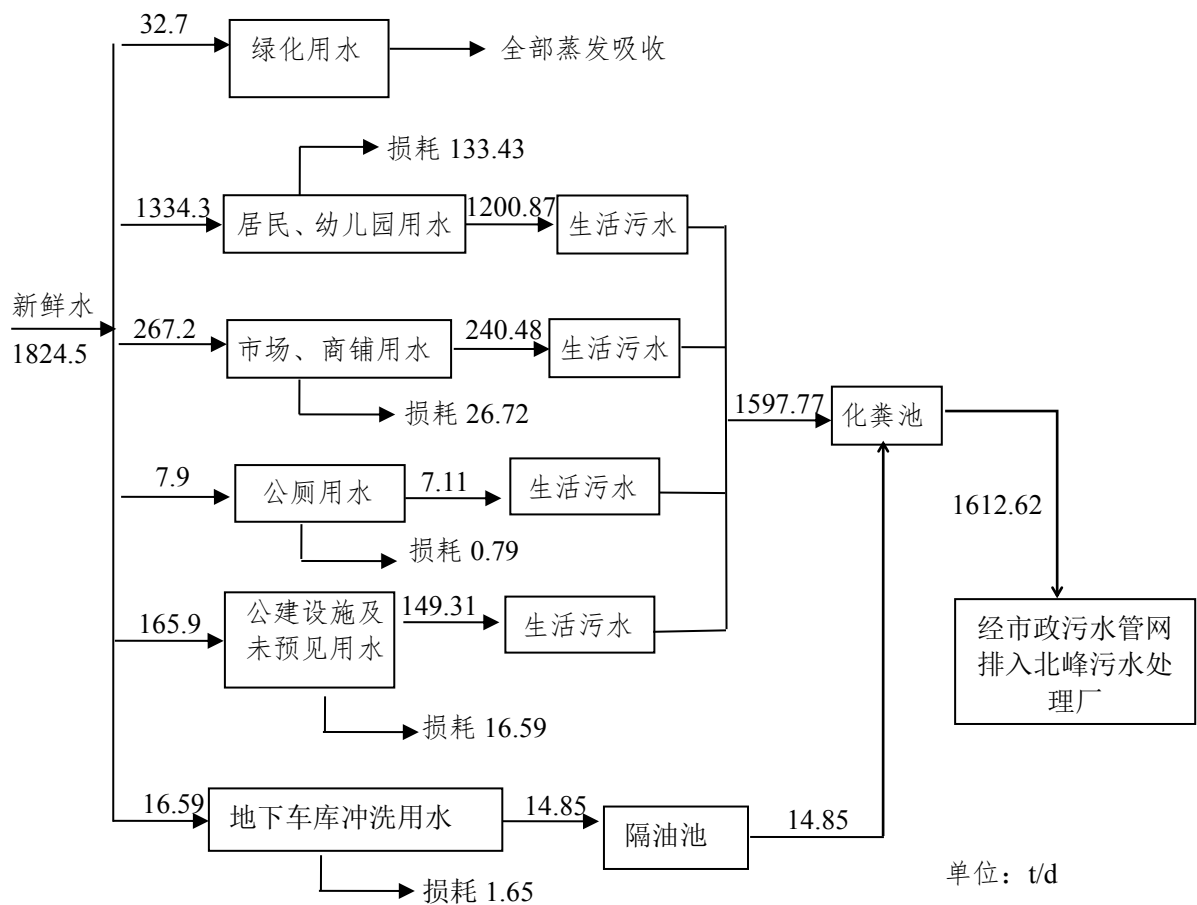 32.7
绿化用水
全部蒸发吸收
损耗 133.43
1334.3
居民、幼儿园用水
1200.87
生活污水
新鲜水
1824.5
267.2
市场、商铺用水
240.48
生活污水
损耗 26.72
1597.77
化粪池
7.9
公厕用水
7.11
生活污水
1612.62
损耗 0.79
165.9
公建设施及
未预见用水
149.31
生活污水
经市政污水管网
排入北峰污水处
理厂
损耗 16.59
16.59
地下车库冲洗用水
14.85
隔油池
14.85
损耗 1.65
单位：t/d